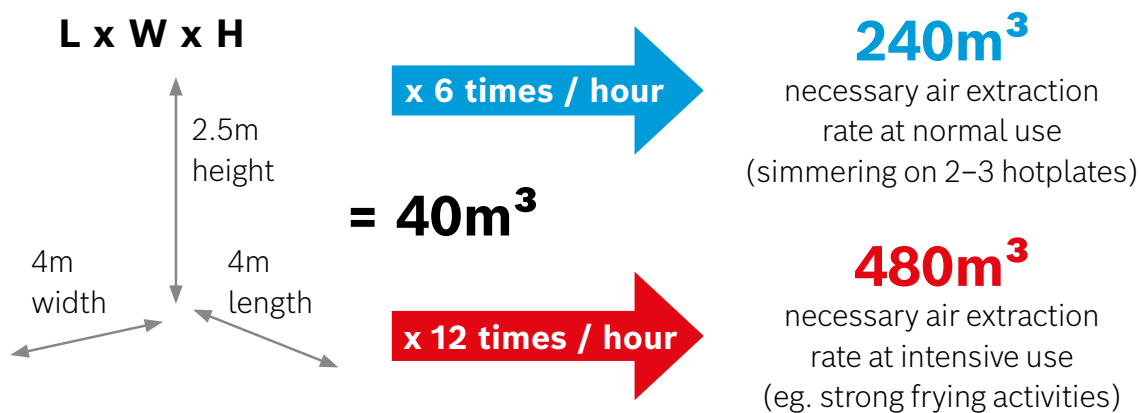 L x W x H
2.5m
height
4m
width
4m
length
= 40m³
x 6 times / hour
240m³
necessary air extraction
rate at normal use
(simmering on 2–3 hotplates)
x 12 times / hour
480m³
necessary air extraction
rate at intensive use
(eg. strong frying activities)